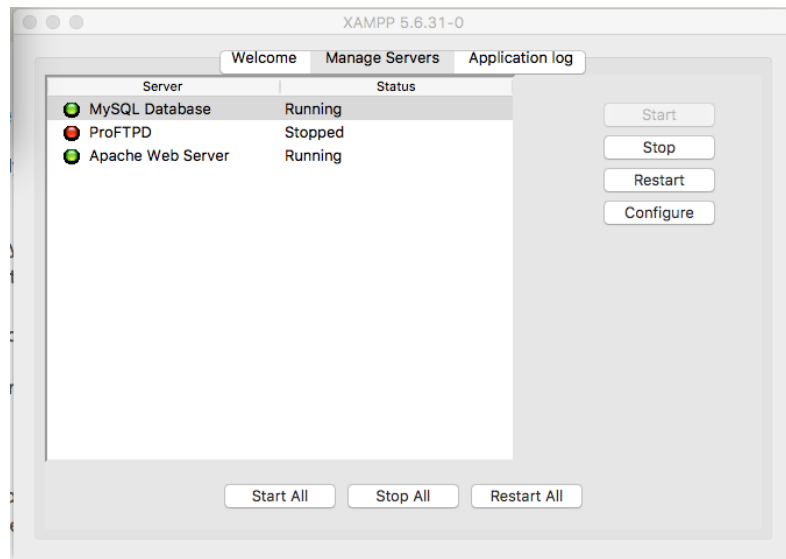 XAMPP 5.6.31-0
Welcome Manage Servers Application log
Server Status
MySQL Database Running
ProFTPD Stopped
Apache Web Server Running
Start
Stop
Restart
Configure
Start All Stop All Restart All